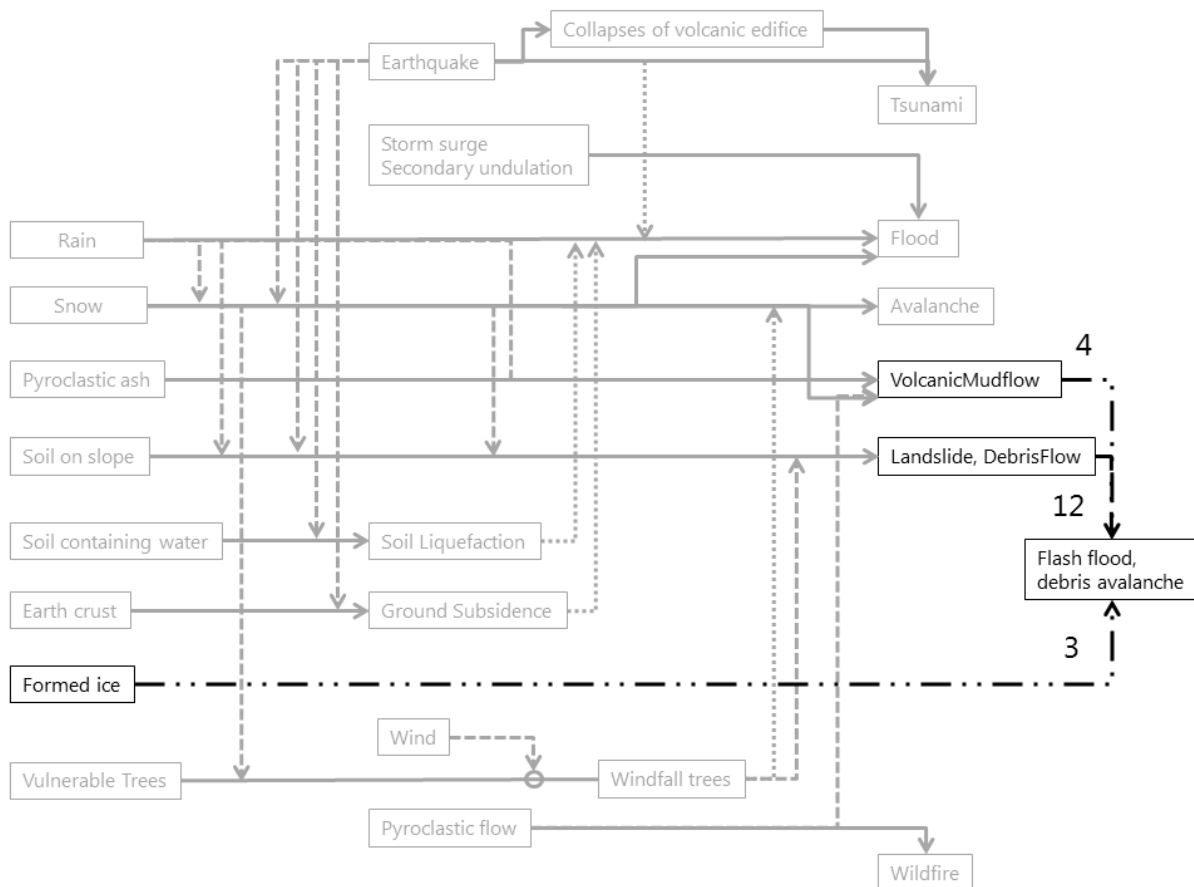 Collapses of volcanic edifice
Earthquake
Tsunami
Storm surge
Secondary undulation
Rain
Flood
Snow
Avalanche
4
Pyroclastic ash
VolcanicMudflow
Soil on slope
Landslide, DebrisFlow
12
Soil containing water
Soil Liquefaction
Flash flood,
debris avalanche
Earth crust
Ground Subsidence
3
Formed ice
Wind
Vulnerable Trees
Windfall trees
Pyroclastic flow
Wildfire